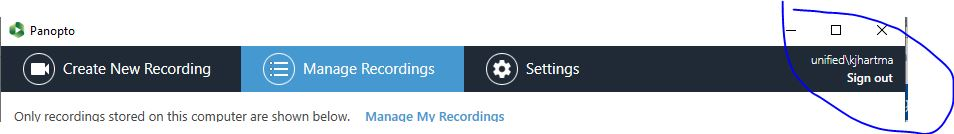 Panopto
Create New Recording
Manage Recordings
Settings
unified\kjhartma
Sign out
Only recordings stored on this computer are shown below. Manage My Recordings